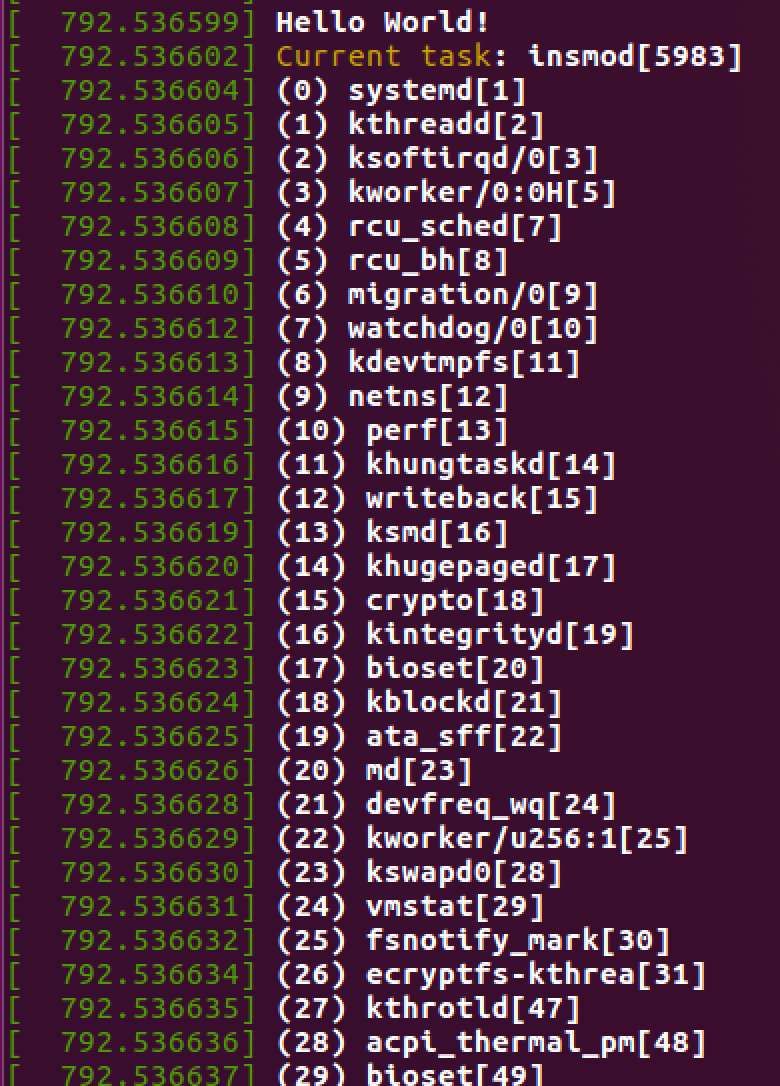 [  792.536599] Hello World!
[  792.536602] Current task: insmod[5983]
[  792.536604] (0) systemd[1]
[  792.536605] (1) kthreadd[2]
[  792.536606] (2) ksoftirqd/0[3]
[  792.536607] (3) kworker/0:0H[5]
[  792.536608] (4) rcu_sched[7]
[  792.536609] (5) rcu_bh[8]
[  792.536610] (6) migration/0[9]
[  792.536612] (7) watchdog/0[10]
[  792.536613] (8) kdevtmpfs[11]
[  792.536614] (9) netns[12]
[  792.536615] (10) perf[13]
[  792.536616] (11) khungtaskd[14]
[  792.536617] (12) writeback[15]
[  792.536619] (13) ksmd[16]
[  792.536620] (14) khugepaged[17]
[  792.536621] (15) crypto[18]
[  792.536622] (16) kintegrityd[19]
[  792.536623] (17) bioset[20]
[  792.536624] (18) kblockd[21]
[  792.536625] (19) ata_sff[22]
[  792.536626] (20) md[23]
[  792.536628] (21) devfreq_wq[24]
[  792.536629] (22) kworker/u256:1[25]
[  792.536630] (23) kswapd0[28]
[  792.536631] (24) vmstat[29]
[  792.536632] (25) fsnotify_mark[30]
[  792.536634] (26) ecryptfs-kthrea[31]
[  792.536635] (27) kthrotld[47]
[  792.536636] (28) acpi_thermal_pm[48]
[  792.536637] (29) bioset[49]